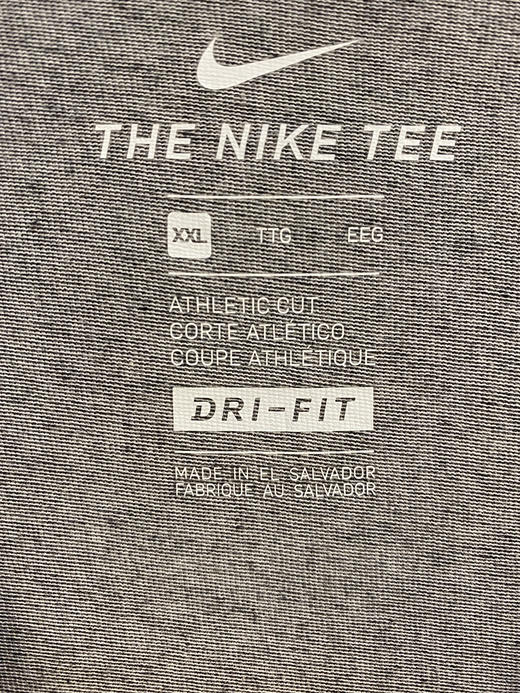 THE NIKE TEE
XXL TTG EEG
ATHLETIC CUT
CORTE ATLÉTICO
COUPE ATHLÉTIQUE
DRI-FIT
MADE IN EL SALVADOR
FABRIQUÉ AU SALVADOR